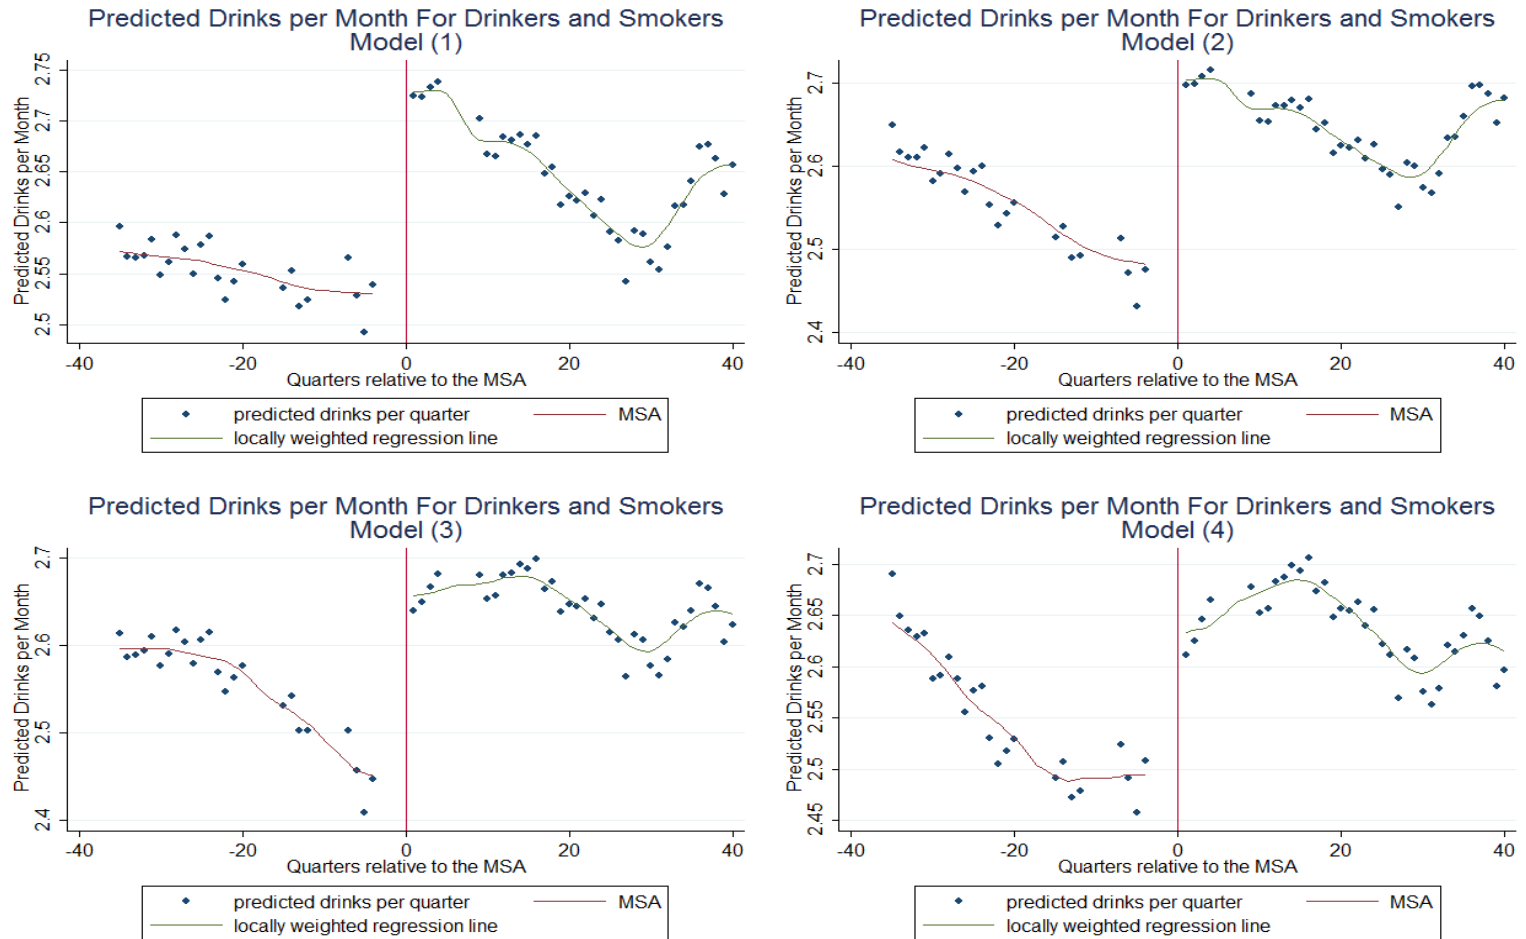 Predicted Drinks per Month For Drinkers and Smokers
Model (1)
Predicted Drinks per Month
2.75
2.7
2.65
2.6
2.55
2.5
-40
-20
0
20
40
Quarters relative to the MSA
predicted drinks per quarter
MSA
locally weighted regression line
Predicted Drinks per Month For Drinkers and Smokers
Model (2)
Predicted Drinks per Month
2.7
2.6
2.5
2.4
-40
-20
0
20
40
Quarters relative to the MSA
predicted drinks per quarter
MSA
locally weighted regression line
Predicted Drinks per Month For Drinkers and Smokers
Model (3)
Predicted Drinks per Month
2.7
2.6
2.5
2.4
-40
-20
0
20
40
Quarters relative to the MSA
predicted drinks per quarter
MSA
locally weighted regression line
Predicted Drinks per Month For Drinkers and Smokers
Model (4)
Predicted Drinks per Month
2.7
2.65
2.6
2.55
2.5
2.45
-40
-20
0
20
40
Quarters relative to the MSA
predicted drinks per quarter
MSA
locally weighted regression line